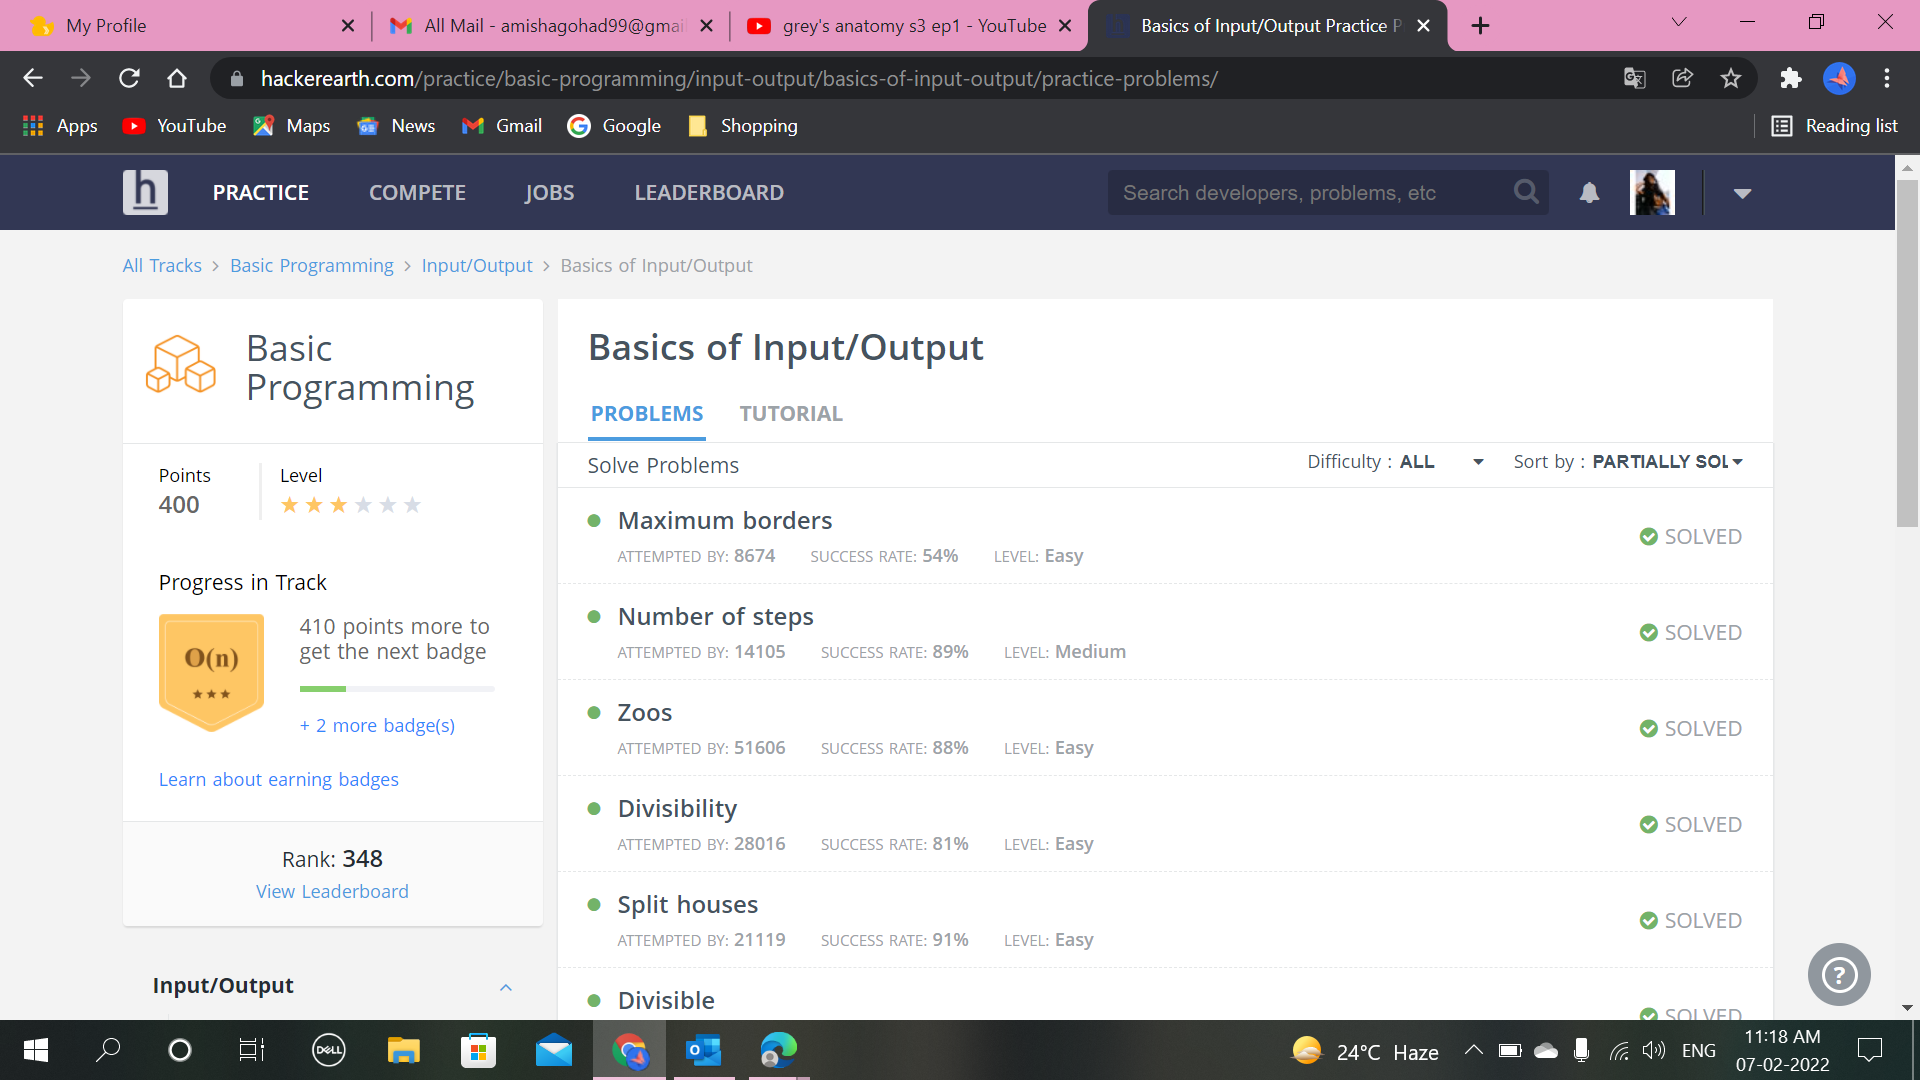 My Profile
All Mail - amishagohad99@gmai
grey's anatomy s3 ep1 - YouTube
Basics of Input/Output Practice P
hackerearth.com/practice/basic-programming/input-output/basics-of-input-output/practice-problems/
Apps
YouTube
Maps
News
Gmail
Google
Shopping
Reading list
h
PRACTICE
COMPETE
JOBS
LEADERBOARD
Search developers, problems, etc
All Tracks > Basic Programming > Input/Output > Basics of Input/Output
Basic
Programming
Points
400
Level
Progress in Track
O(n)
410 points more to
get the next badge
+ 2 more badge(s)
Learn about earning badges
Rank: 348
View Leaderboard
Input/Output
Basics of Input/Output
PROBLEMS
TUTORIAL
Solve Problems
Difficulty : ALL
Sort by : PARTIALLY SOL
Maximum borders
ATTEMPTED BY: 8674 SUCCESS RATE: 54% LEVEL: Easy
SOLVED
Number of steps
ATTEMPTED BY: 14105 SUCCESS RATE: 89% LEVEL: Medium
SOLVED
Zoos
ATTEMPTED BY: 51606 SUCCESS RATE: 88% LEVEL: Easy
SOLVED
Divisibility
ATTEMPTED BY: 28016 SUCCESS RATE: 81% LEVEL: Easy
SOLVED
Split houses
ATTEMPTED BY: 21119 SUCCESS RATE: 91% LEVEL: Easy
SOLVED
Divisible
SOLVED
?
DELL
24°C Haze
ENG
11:18 AM
07-02-2022